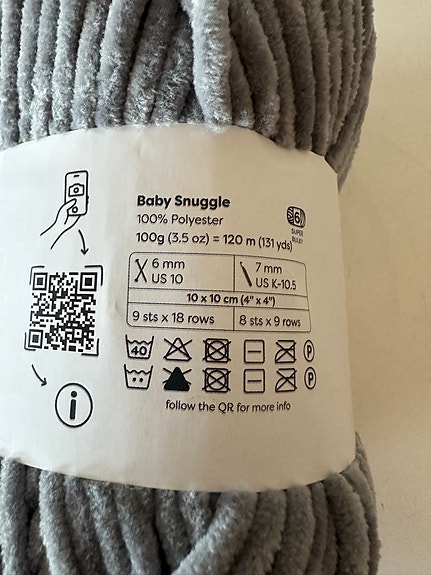 Baby Snuggle
100% Polyester
100g (3.5 oz) = 120 m (131 yds)
6
SUPER
BULKY
6 mm
US 10
7 mm
US K-10.5
10 x 10 cm (4" x 4")
9 sts x 18 rows
8 sts x 9 rows
40
P
P
i
follow the QR for more info